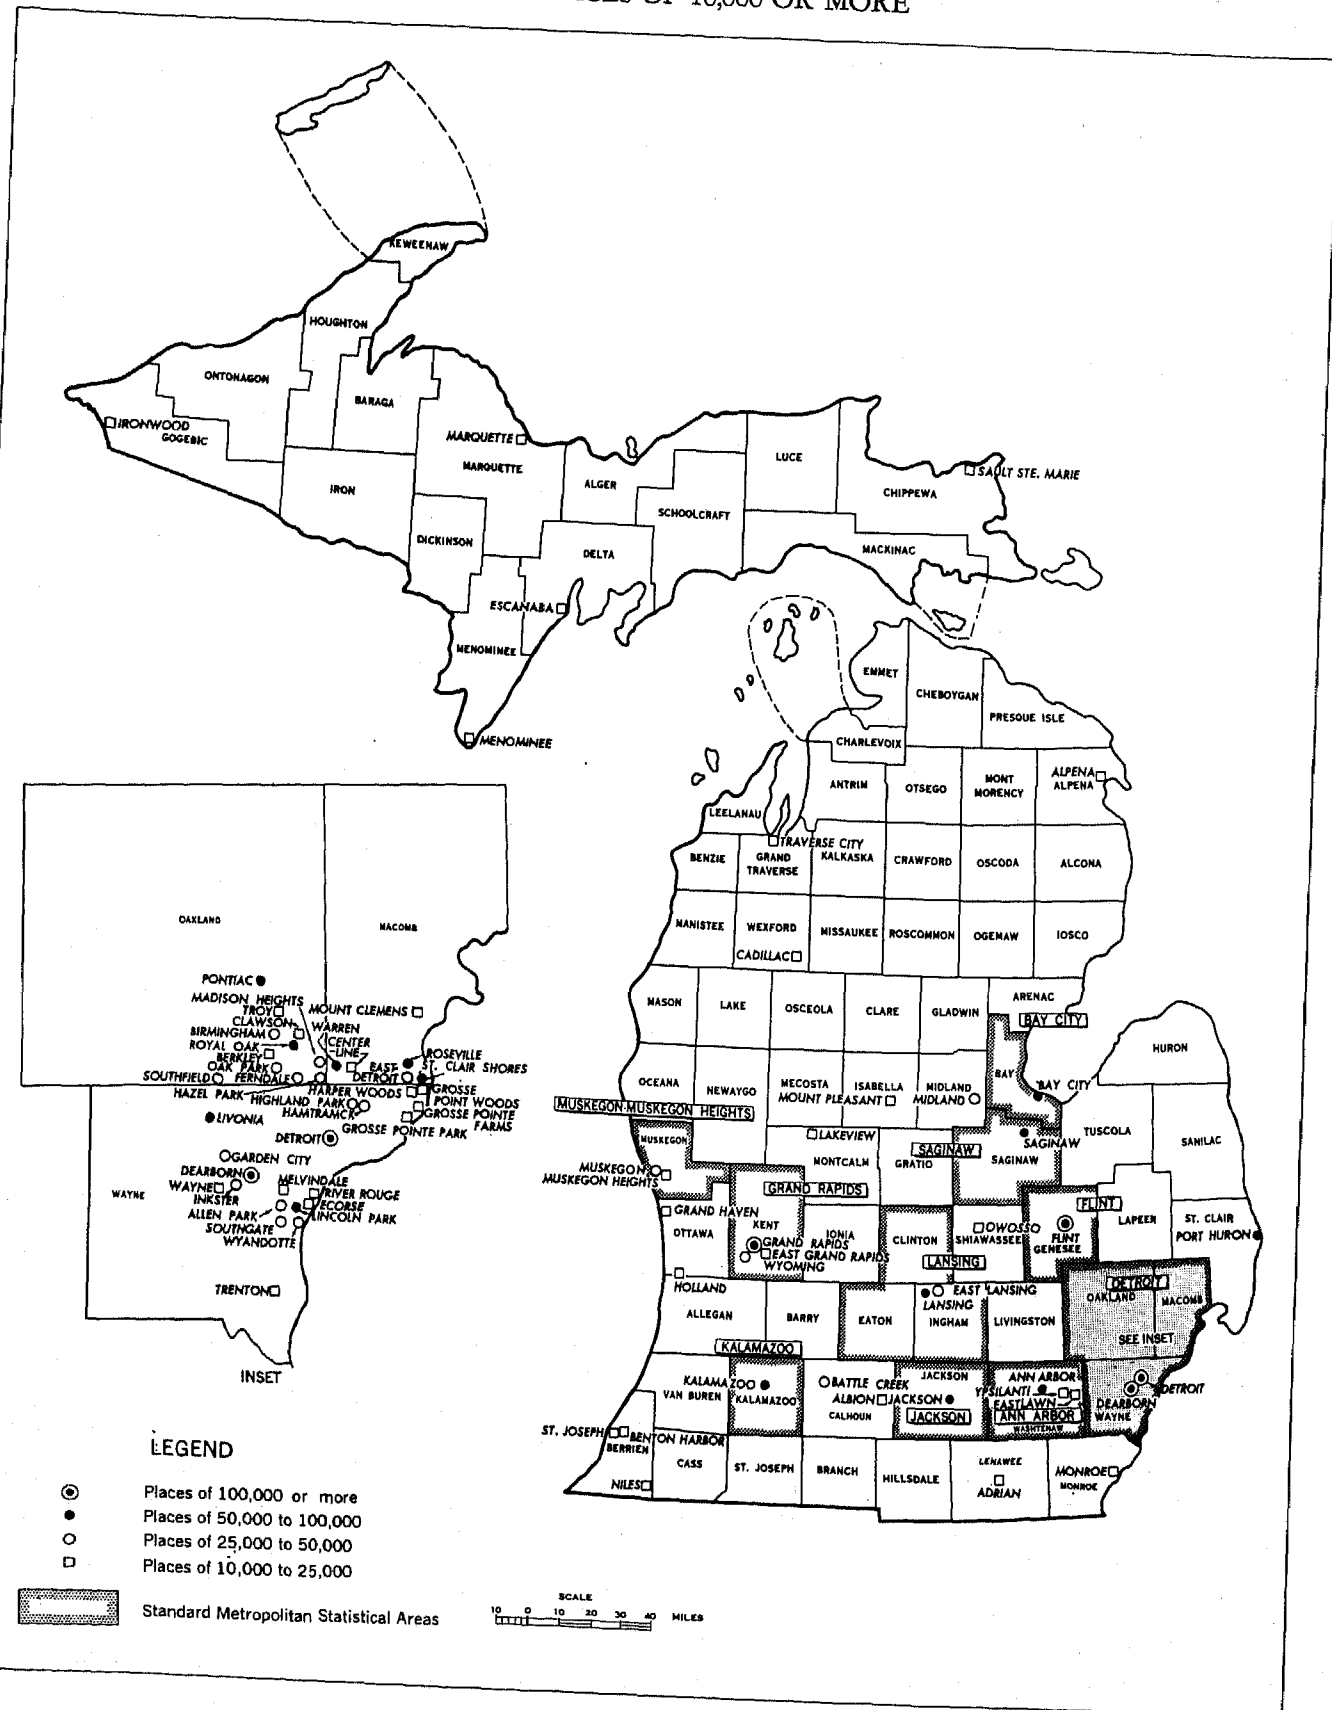 OF 10,000 OR MORE
KEWEENAW
HOUGHTON
ONTONAGON
BARAGA
IRONWOOD
GOGEBIC
MARQUETTE
MARQUETTE
IRON
ALGER
LUCE
SAULT STE. MARIE
CHIPPEWA
SCHOOLCRAFT
DICKINSON
DELTA
MACKINAC
ESCANABA
MENOMINEE
MENOMINEE
EMMET
CHEBOYGAN
PRESQUE ISLE
CHARLEVOIX
ANTRIM
OTSEGO
MONT
MORENCY
ALPENA
ALPENA
LEELANAU
TRAVERSE CITY
BENZIE
GRAND
TRAVERSE
KALKASKA
CRAWFORD
OSCODA
ALCONA
MANISTEE
WEXFORD
MISSAUKEE
ROSCOMMON
OGEMAW
IOSCO
CADILLAC
MASON
LAKE
OSCEOLA
CLARE
GLADWIN
ARENAC
BAY CITY
HURON
OCEANA
NEWAYGO
MECOSTA
ISABELLA
MIDLAND
BAY
BAY CITY
MOUNT PLEASANT
MIDLAND
MUSKEGON-MUSKEGON HEIGHTS
MUSKEGON
LAKEVIEW
MONTCALM
GRATIOT
SAGINAW
SAGINAW
SAGINAW
TUSCOLA
SANILAC
MUSKEGON
MUSKEGON HEIGHTS
GRAND RAPIDS
GRAND HAVEN
OTTAWA
KENT
GRAND RAPIDS
EAST GRAND RAPIDS
WYOMING
IONIA
CLINTON
OWOSSO
SHIAWASSEE
FLINT
FLINT
GENESEE
LAPEER
ST. CLAIR
PORT HURON
LANSING
HOLLAND
ALLEGAN
BARRY
EATON
EAST LANSING
LANSING
INGHAM
LIVINGSTON
DETROIT
OAKLAND
MACOMB
SEE INSET
KALAMAZOO
KALAMAZOO
VAN BUREN
KALAMAZOO
BATTLE CREEK
ALBION
CALHOUN
JACKSON
JACKSON
JACKSON
ANN ARBOR
YPSILANTI
EASTLAWN
ANN ARBOR
WASHTENAW
DETROIT
DEARBORN
WAYNE
ST. JOSEPH
BENTON HARBOR
BERRIEN
NILES
CASS
ST. JOSEPH
BRANCH
HILLSDALE
LENAWEE
ADRIAN
MONROE
MONROE
OAKLAND
MACOMB
PONTIAC
MADISON HEIGHTS
TROY
MOUNT CLEMENS
CLAWSON
BIRMINGHAM
WARREN
ROYAL OAK
CENTER
LINE
BERKLEY
ROSEVILLE
OAK PARK
EAST
DETROIT
ST. CLAIR SHORES
SOUTHFIELD
FERNDALE
HAZEL PARK
HARPER WOODS
GROSSE
POINT WOODS
HIGHLAND PARK
HAMTRAMCK
GROSSE POINTE
FARMS
LIVONIA
GROSSE POINTE PARK
DETROIT
GARDEN CITY
DEARBORN
WAYNE
MELVINDALE
INKSTER
RIVER ROUGE
WAYNE
ECORSE
ALLEN PARK
LINCOLN PARK
SOUTHGATE
WYANDOTTE
TRENTON
INSET
LEGEND
Places of 100,000 or more
Places of 50,000 to 100,000
Places of 25,000 to 50,000
Places of 10,000 to 25,000
Standard Metropolitan Statistical Areas
SCALE
10 0 10 20 30 40 MILES